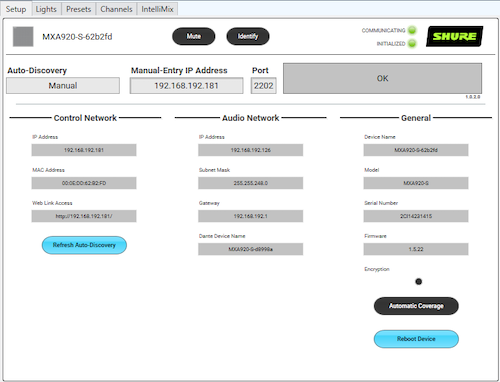 Setup Lights Presets Channels IntelliMix
MXA920-S-62b2fd Mute Identify COMMUNICATING INITIALIZED SHURE
Auto-Discovery Manual-Entry IP Address Port
Manual 192.168.192.181 2202 OK
1.0.2.0
Control Network Audio Network General
IP Address IP Address Device Name
192.168.192.181 192.168.192.126 MXA920-S-62b2fd
MAC Address Subnet Mask Model
00:0E:DD:62:B2:FD 255.255.248.0 MXA920-S
Web Link Access Gateway Serial Number
http://192.168.192.181/ 192.168.192.1 2CI14231415
Refresh Auto-Discovery Dante Device Name Firmware
MXA920-S-d8998a 1.5.22
Encryption
Automatic Coverage
Reboot Device